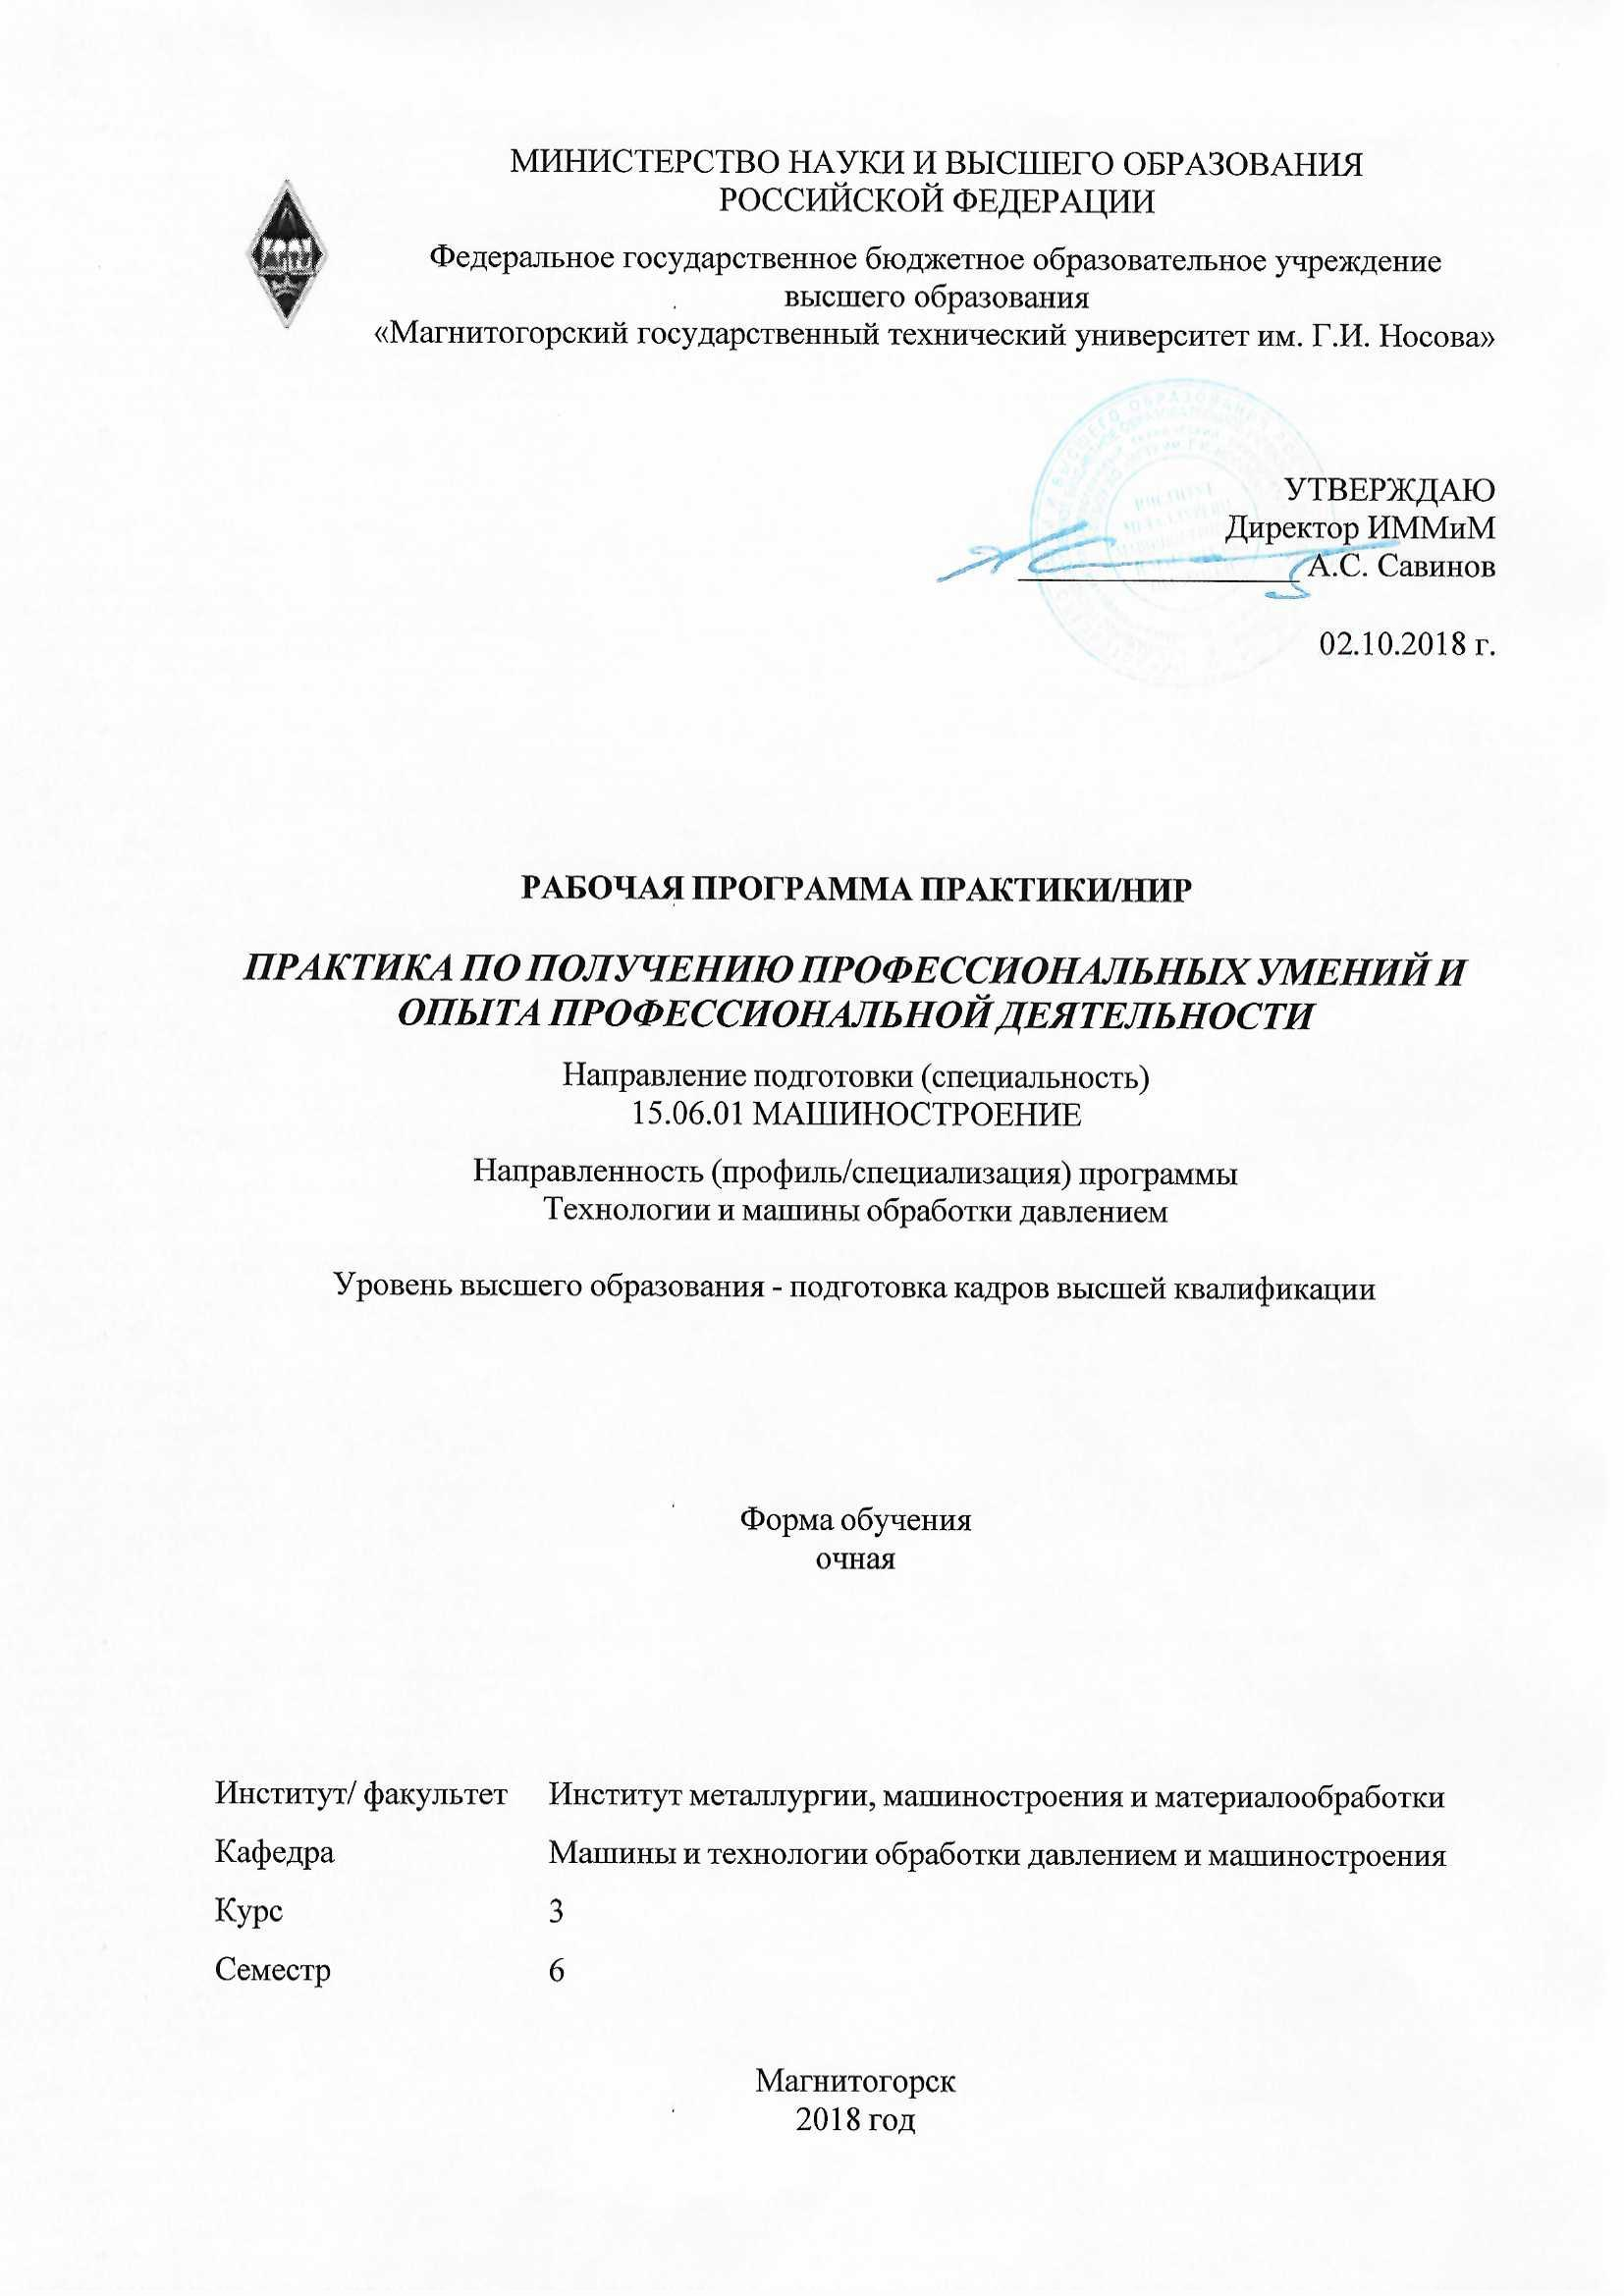 МИНИСТЕРСТВО НАУКИ И ВЫСШЕГО ОБРАЗОВАНИЯ
РОССИЙСКОЙ ФЕДЕРАЦИИ
Федеральное государственное бюджетное образовательное учреждение
высшего образования
«Магнитогорский государственный технический университет им. Г.И. Носова»
УТВЕРЖДАЮ
Директор ИММиМ
А.С. Савинов
02.10.2018 г.
РАБОЧАЯ ПРОГРАММА ПРАКТИКИ/НИР
ПРАКТИКА ПО ПОЛУЧЕНИЮ ПРОФЕССИОНАЛЬНЫХ УМЕНИЙ И
ОПЫТА ПРОФЕССИОНАЛЬНОЙ ДЕЯТЕЛЬНОСТИ
Направление подготовки (специальность)
15.06.01 МАШИНОСТРОЕНИЕ
Направленность (профиль/специализация) программы
Технологии и машины обработки давлением
Уровень высшего образования - подготовка кадров высшей квалификации
Форма обучения
очная
Институт/ факультет Институт металлургии, машиностроения и материалообработки
Кафедра Машины и технологии обработки давлением и машиностроения
Курс 3
Семестр 6
Магнитогорск
2018 год